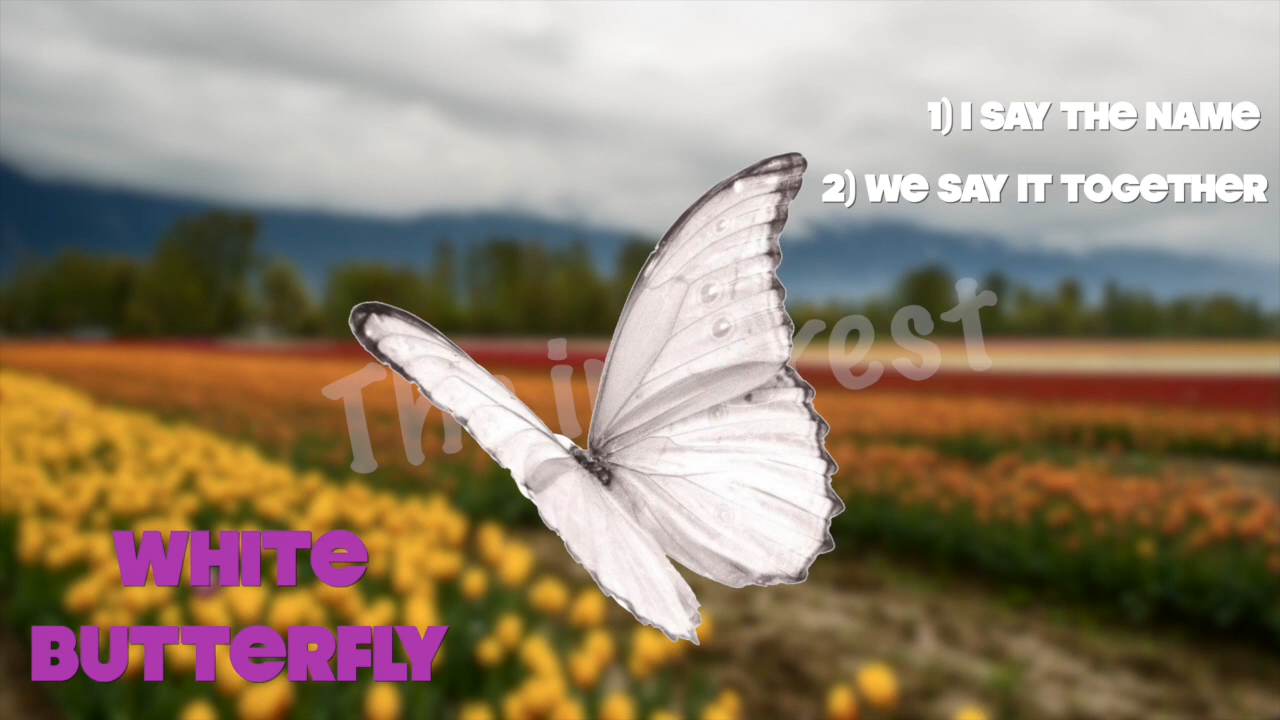 1) I SAY THE NAME
2) WE SAY IT TOGETHER
WHITE
BUTTERFLY